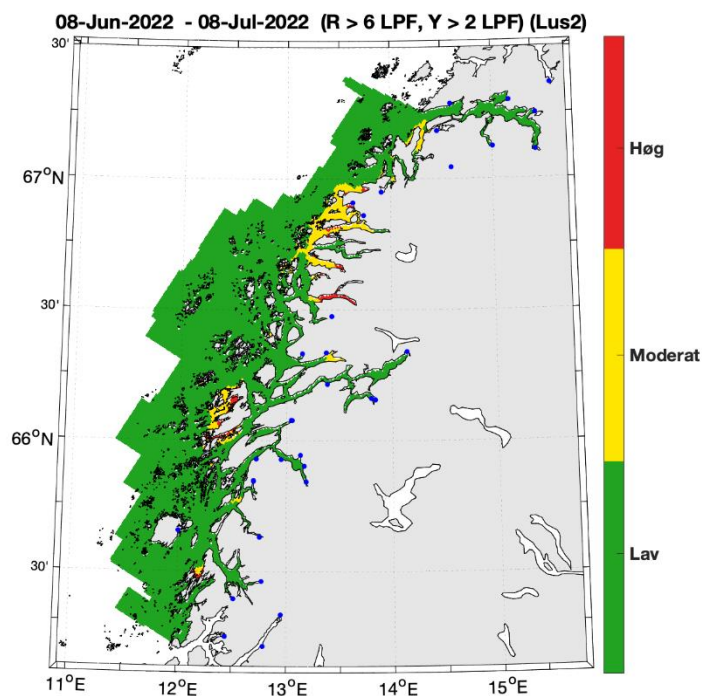 08-Jun-2022 - 08-Jul-2022 (R > 6 LPF, Y > 2 LPF) (Lus2)
30'
67°N
30'
66°N
30'
11°E
12°E
13°E
14°E
15°E
Høg
Moderat
Lav